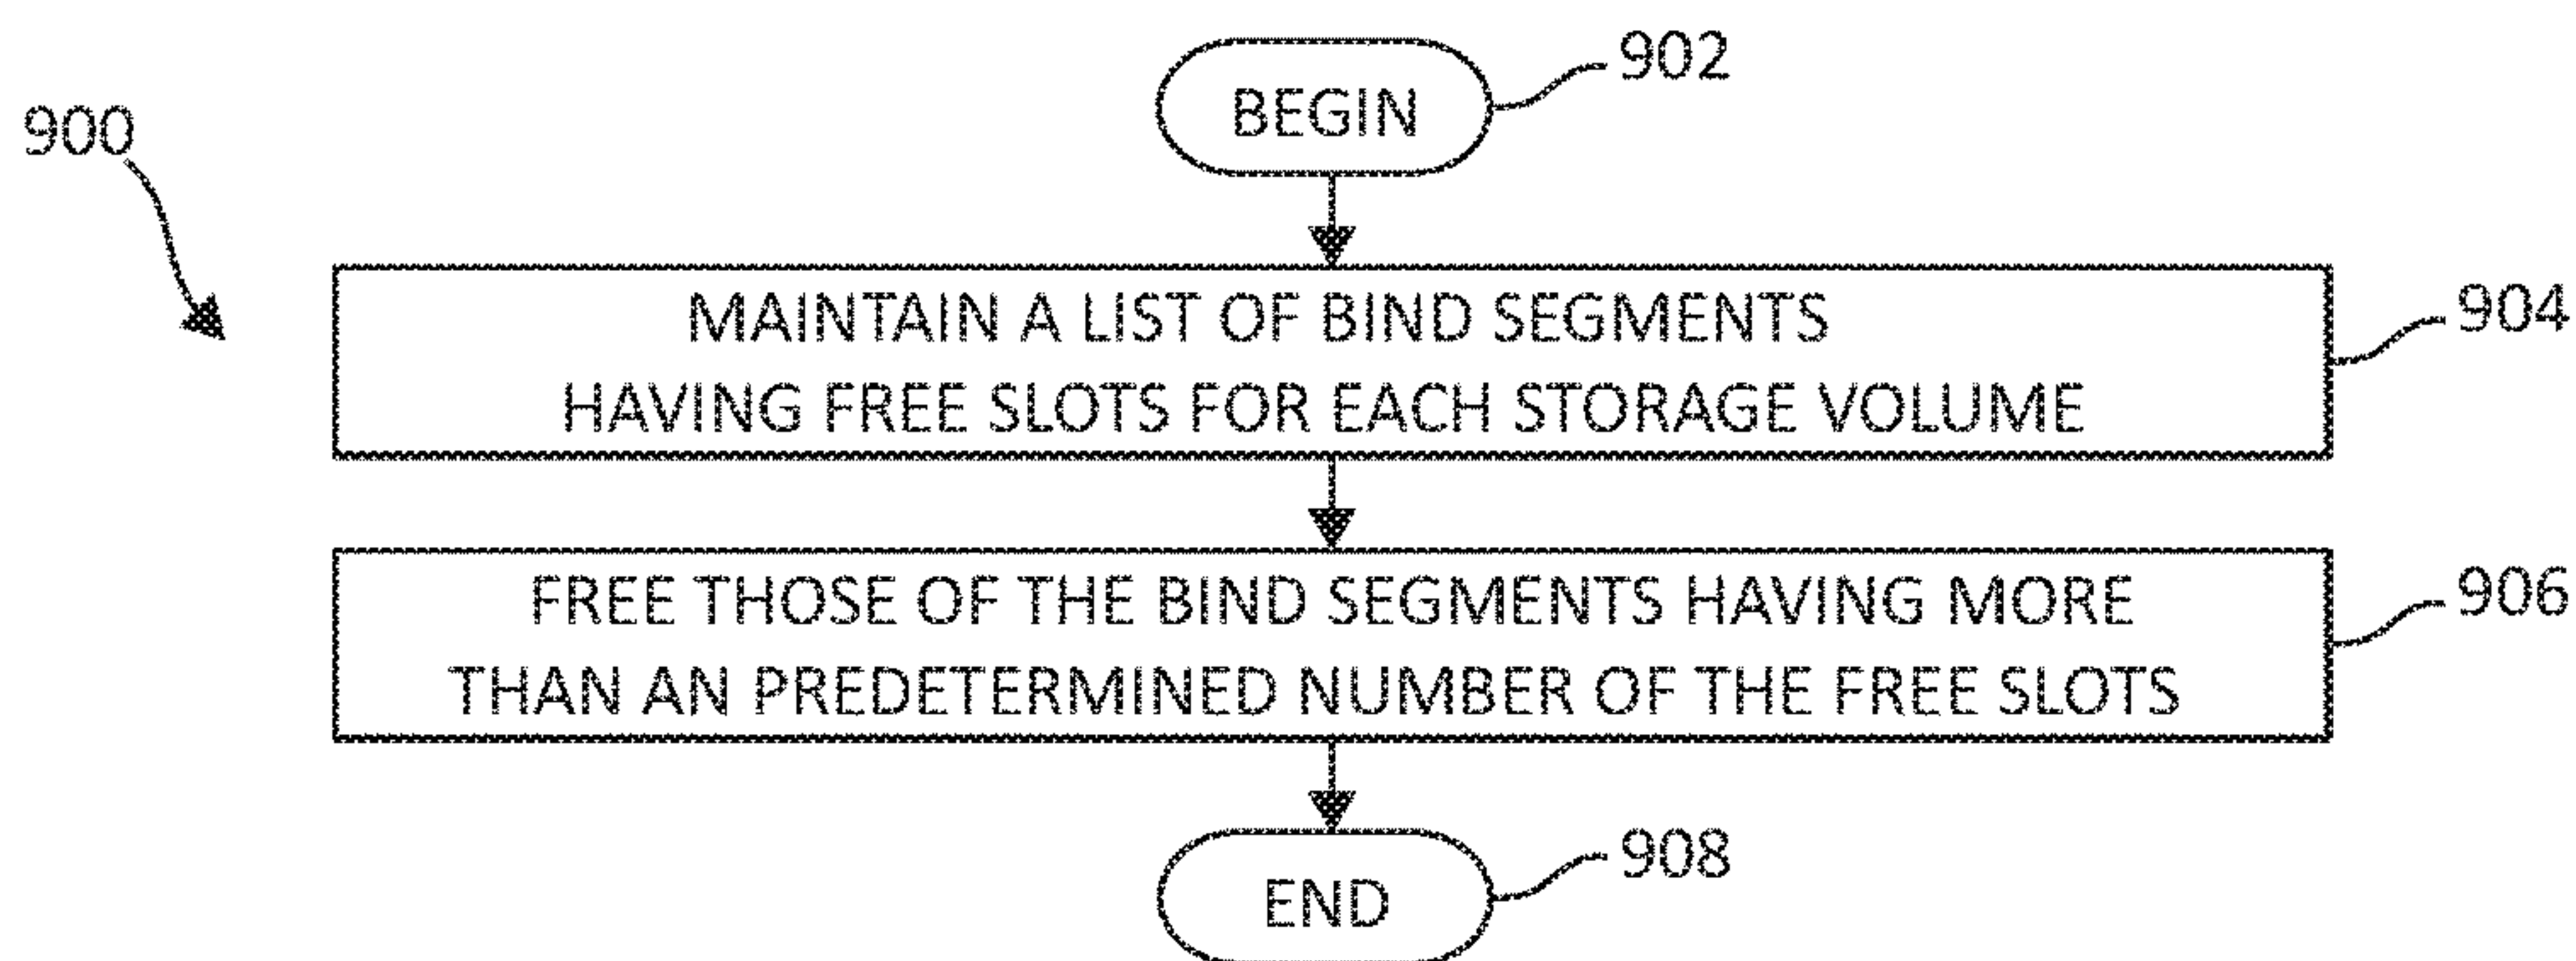 902
BEGIN
900
MAINTAIN A LIST OF BIND SEGMENTS
HAVING FREE SLOTS FOR EACH STORAGE VOLUME
904
FREE THOSE OF THE BIND SEGMENTS HAVING MORE
THAN AN PREDETERMINED NUMBER OF THE FREE SLOTS
906
908
END